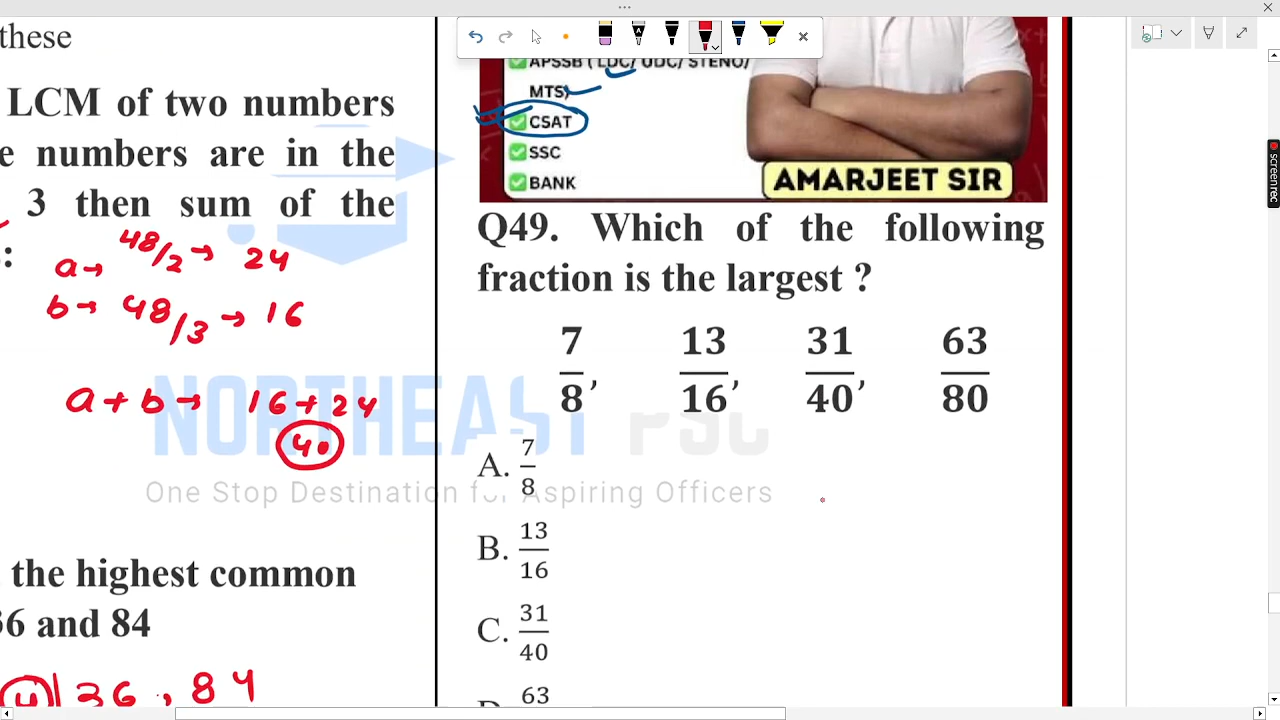 these
LCM of two numbers
e numbers are in the
3 then sum of the
:
a → 48/2 → 24
b → 48/3 → 16
a + b → 16 + 24
40
the highest common
36 and 84
4 | 36 , 84
APSSB ( LDC/ UDC/ STENO/
MTS)
CSAT
SSC
BANK
AMARJEET SIR
Q49. Which of the following
fraction is the largest ?
7/8, 13/16, 31/40, 63/80
A. 7/8
B. 13/16
C. 31/40
D. 63
NORTHEAST PSC
One Stop Destination for Aspiring Officers
screenrec